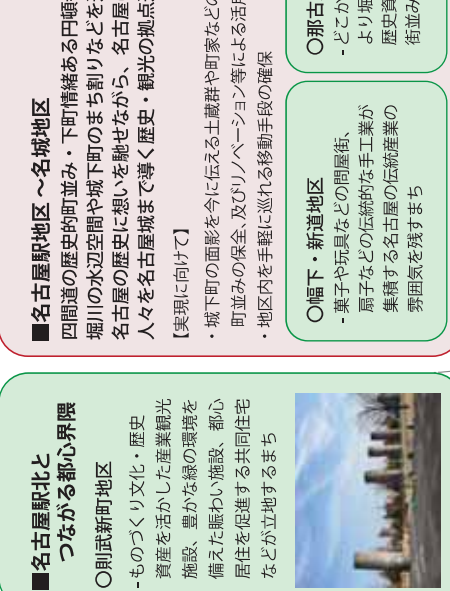 ■名古屋駅地区 ～名城地区
四間道の歴史的町並み・下町情緒ある円頓
堀川の水辺空間や城下町のまち割りなどを
名古屋の歴史に想いを馳せながら、名古屋
人々を名古屋城まで導く歴史・観光の拠点
【実現に向けて】
・城下町の面影を今に伝える土蔵群や町家などの
町並みの保全、及びリノベーション等による活用
・地区内を手軽に巡れる移動手段の確保
○幅下・新道地区
- 菓子や玩具などの問屋街、
扇子などの伝統的な手工業が
集積する名古屋の伝統産業の
雰囲気を残すまち
○那古
- どこか
より堀
歴史資
街並み
■名古屋駅北と
つながる都心界隈
○則武新町地区
- ものづくり文化・歴史
資産を活かした産業観光
施設、豊かな緑の環境を
備えた賑わい施設、都心
居住を促進する共同住宅
などが立地するまち